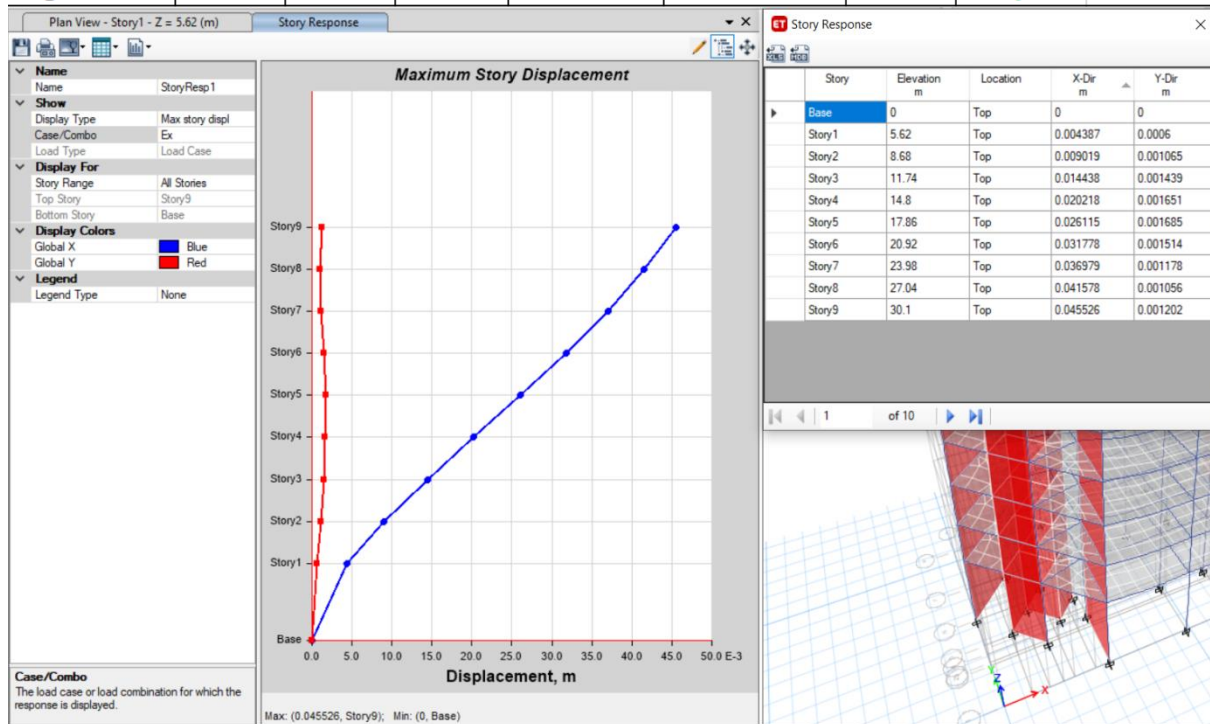 Plan View - Story1 - Z = 5.62 (m)
Story Response
Name
Name StoryResp1
Show
Display Type Max story displ
Case/Combo Ex
Load Type Load Case
Display For
Story Range All Stories
Top Story Story9
Bottom Story Base
Display Colors
Global X Blue
Global Y Red
Legend
Legend Type None
Case/Combo
The load case or load combination for which the
response is displayed.
Maximum Story Displacement
Story9
Story8
Story7
Story6
Story5
Story4
Story3
Story2
Story1
Base
0.0 5.0 10.0 15.0 20.0 25.0 30.0 35.0 40.0 45.0 50.0 E-3
Displacement, m
Max: (0.045526, Story9); Min: (0, Base)
ET Story Response
XLS
Story Elevation Location X-Dir Y-Dir
m m m
Base 0 Top 0 0
Story1 5.62 Top 0.004387 0.0006
Story2 8.68 Top 0.009019 0.001065
Story3 11.74 Top 0.014438 0.001439
Story4 14.8 Top 0.020218 0.001651
Story5 17.86 Top 0.026115 0.001685
Story6 20.92 Top 0.031778 0.001514
Story7 23.98 Top 0.036979 0.001178
Story8 27.04 Top 0.041578 0.001056
Story9 30.1 Top 0.045526 0.001202
1 of 10
Y
Z
X